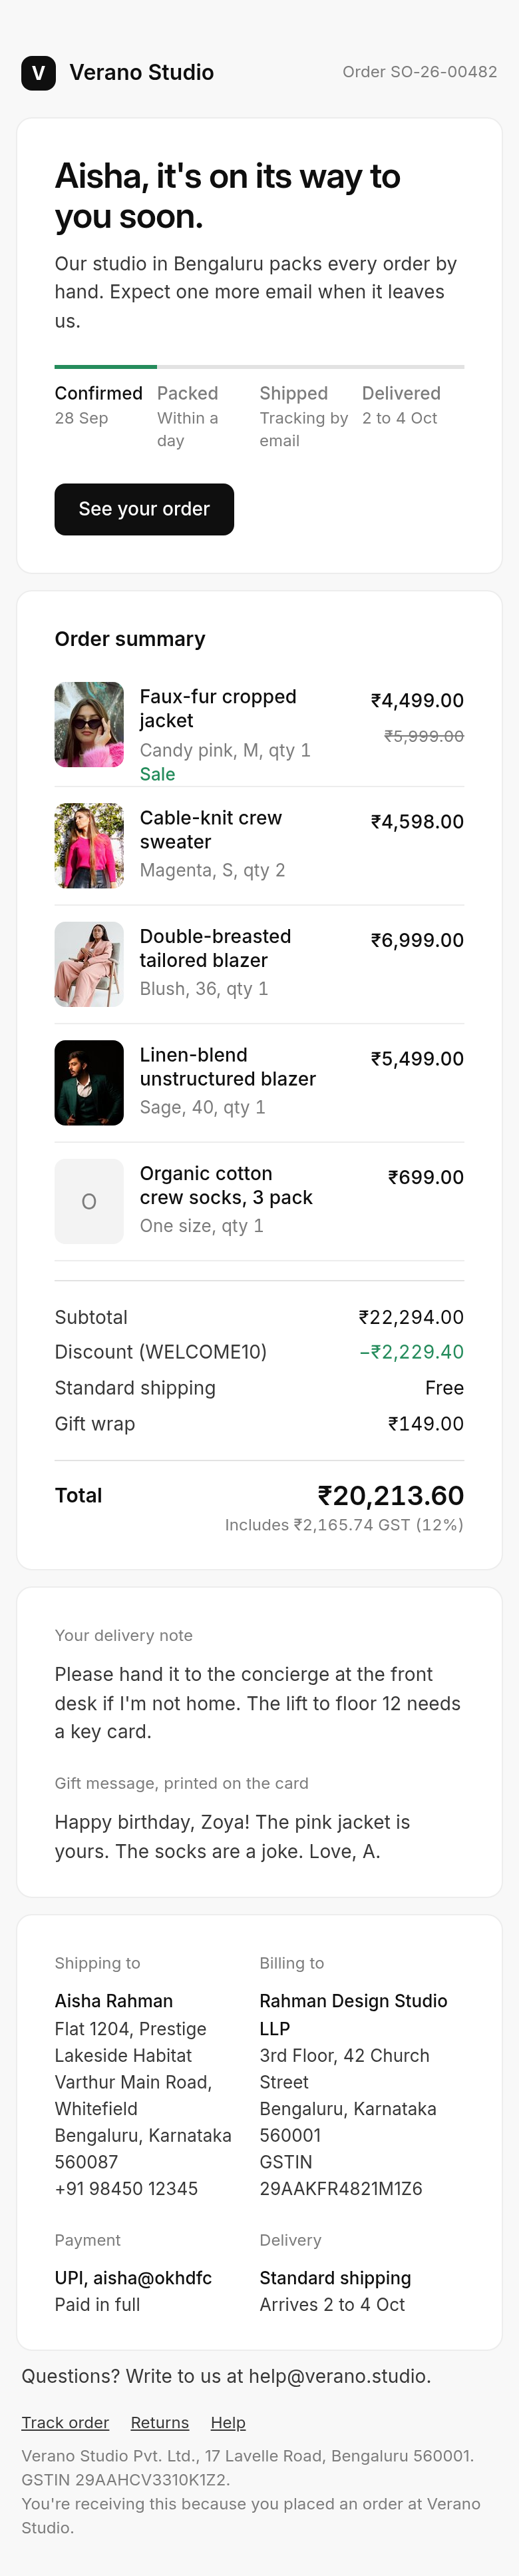 V Verano Studio Order SO-26-00482
Aisha, it's on its way to
you soon.
Our studio in Bengaluru packs every order by
hand. Expect one more email when it leaves
us.
Confirmed Packed Shipped Delivered
28 Sep Within a Tracking by 2 to 4 Oct
day email
See your order
Order summary
Faux-fur cropped ₹4,499.00
jacket ₹5,999.00
Candy pink, M, qty 1
Sale
Cable-knit crew ₹4,598.00
sweater
Magenta, S, qty 2
Double-breasted ₹6,999.00
tailored blazer
Blush, 36, qty 1
Linen-blend ₹5,499.00
unstructured blazer
Sage, 40, qty 1
O
Organic cotton ₹699.00
crew socks, 3 pack
One size, qty 1
Subtotal ₹22,294.00
Discount (WELCOME10) −₹2,229.40
Standard shipping Free
Gift wrap ₹149.00
Total ₹20,213.60
Includes ₹2,165.74 GST (12%)
Your delivery note
Please hand it to the concierge at the front
desk if I'm not home. The lift to floor 12 needs
a key card.
Gift message, printed on the card
Happy birthday, Zoya! The pink jacket is
yours. The socks are a joke. Love, A.
Shipping to
Aisha Rahman
Flat 1204, Prestige
Lakeside Habitat
Varthur Main Road,
Whitefield
Bengaluru, Karnataka
560087
+91 98450 12345
Billing to
Rahman Design Studio
LLP
3rd Floor, 42 Church
Street
Bengaluru, Karnataka
560001
GSTIN
29AAKFR4821M1Z6
Payment
UPI, aisha@okhdfc
Paid in full
Delivery
Standard shipping
Arrives 2 to 4 Oct
Questions? Write to us at help@verano.studio.
Track order Returns Help
Verano Studio Pvt. Ltd., 17 Lavelle Road, Bengaluru 560001.
GSTIN 29AAHCV3310K1Z2.
You're receiving this because you placed an order at Verano
Studio.